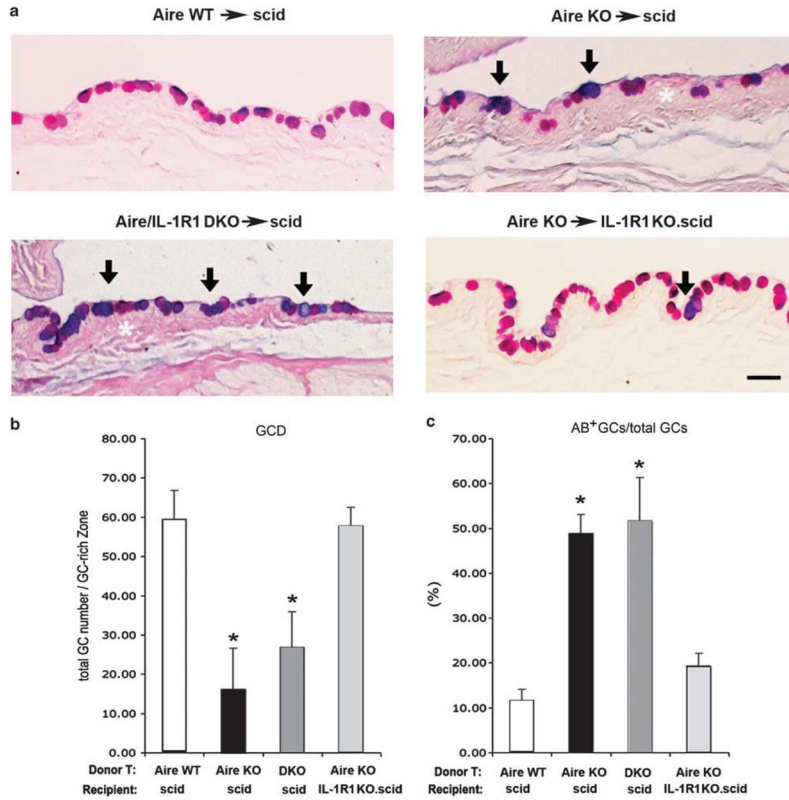 a
Aire WT → scid
Aire KO → scid
Aire/IL-1R1 DKO → scid
Aire KO → IL-1R1 KO.scid
b
GCD
total GC number / GC-rich Zone
80.00
70.00
60.00
50.00
40.00
30.00
20.00
10.00
0.00
*
*
Donor T: Aire WT Aire KO DKO Aire KO
Recipient: scid scid scid IL-1R1KO.scid
c
AB+GCs/total GCs
(%)
70.00
60.00
50.00
40.00
30.00
20.00
10.00
0.00
*
*
Donor T: Aire WT Aire KO DKO Aire KO
Recipient: scid scid scid IL-1R1KO.scid